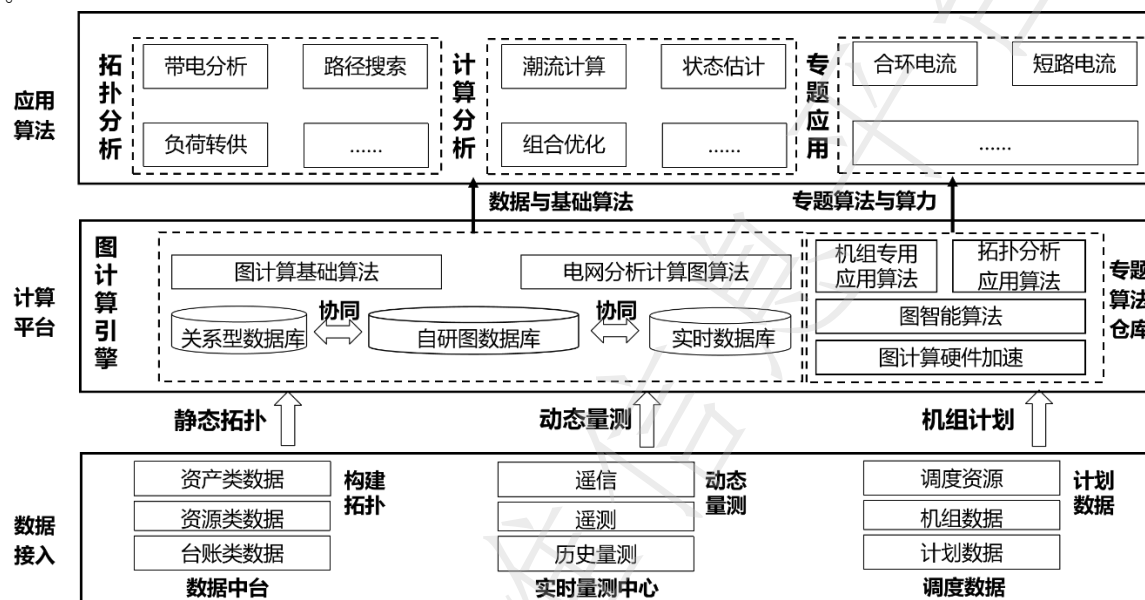 。
应用
算法
拓扑分析
带电分析
路径搜索
负荷转供
......
计算分析
潮流计算
状态估计
组合优化
......
专题应用
合环电流
短路电流
......
数据与基础算法
专题算法与算力
计算
平台
图计算引擎
图计算基础算法
电网分析计算图算法
关系型数据库
协同
自研图数据库
协同
实时数据库
机组专用
应用算法
拓扑分析
应用算法
图智能算法
图计算硬件加速
专题
算法
仓库
静态拓扑
动态量测
机组计划
数据
接入
资产类数据
资源类数据
台账类数据
构建
拓扑
数据中台
遥信
遥测
历史量测
动态
量测
实时量测中心
调度资源
机组数据
计划数据
计划
数据
调度数据